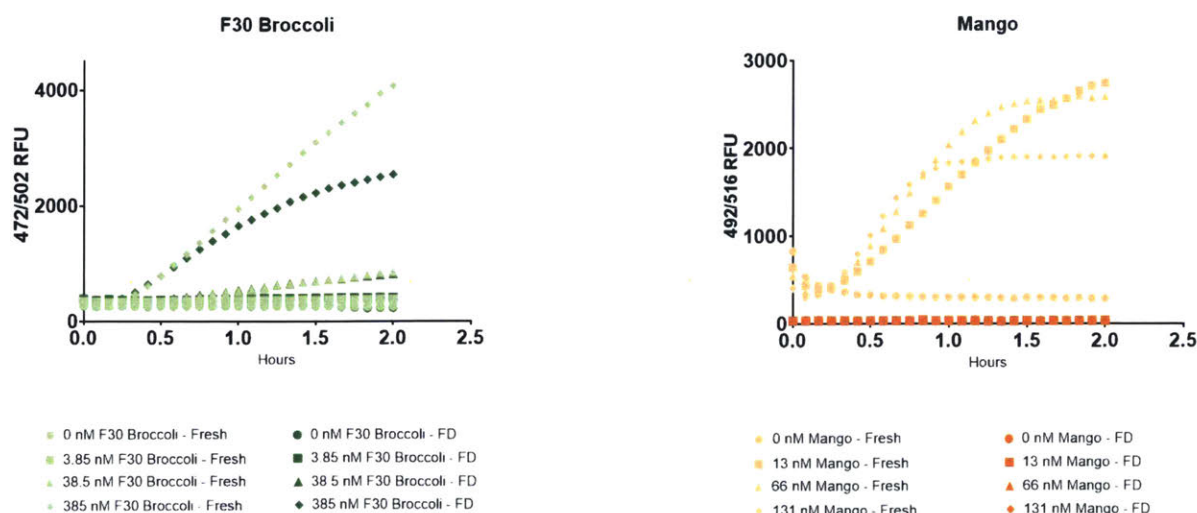 F30 Broccoli
472/502 RFU
4000
2000
0
0.0 0.5 1.0 1.5 2.0 2.5
Hours
0 nM F30 Broccoli - Fresh
3.85 nM F30 Broccoli - Fresh
38.5 nM F30 Broccoli - Fresh
385 nM F30 Broccoli - Fresh
0 nM F30 Broccoli - FD
3 85 nM F30 Broccoli - FD
38 5 nM F30 Broccoli - FD
385 nM F30 Broccoli - FD
Mango
492/516 RFU
3000
2000
1000
0
0.0 0.5 1.0 1.5 2.0 2.5
Hours
0 nM Mango - Fresh
13 nM Mango - Fresh
66 nM Mango - Fresh
131 nM Mango - Fresh
0 nM Mango - FD
13 nM Mango - FD
66 nM Mango - FD
131 nM Mango - FD